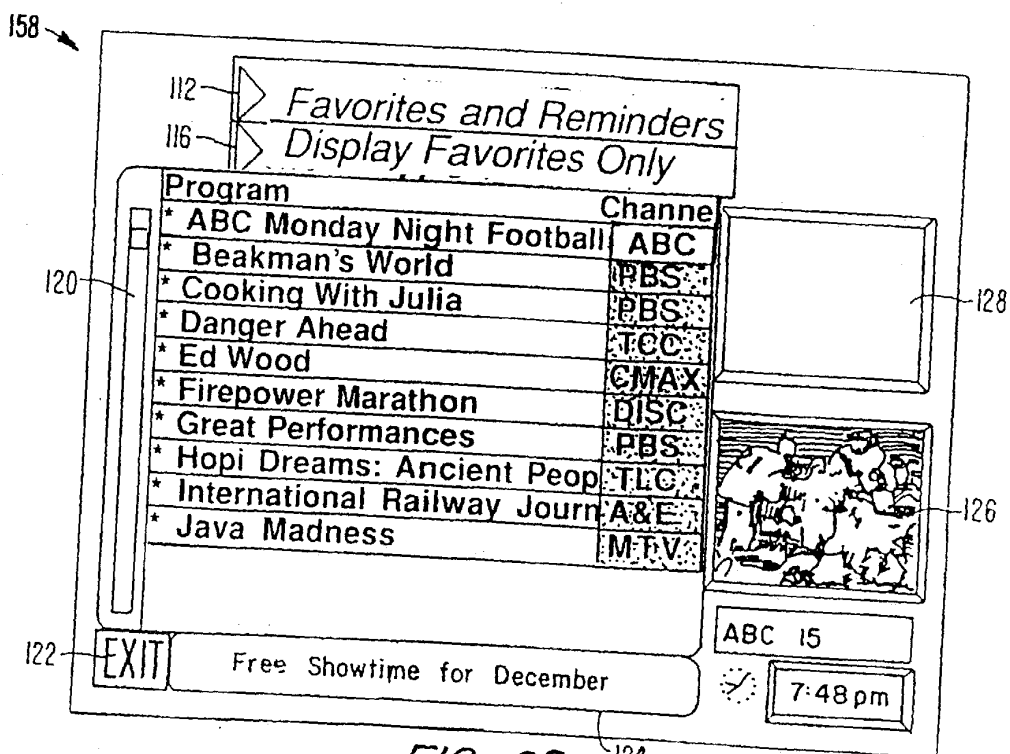 158
112
Favorites and Reminders
116
Display Favorites Only
Program Channe
* ABC Monday Night Football ABC
* Beakman's World PBS
* Cooking With Julia PBS
* Danger Ahead TCC
* Ed Wood CMAX
* Firepower Marathon DISC
* Great Performances PBS
* Hopi Dreams: Ancient Peop TLC
* International Railway Journ A&E
* Java Madness MTV
120
128
126
ABC 15
122
EXIT
Free Showtime for December
7:48pm